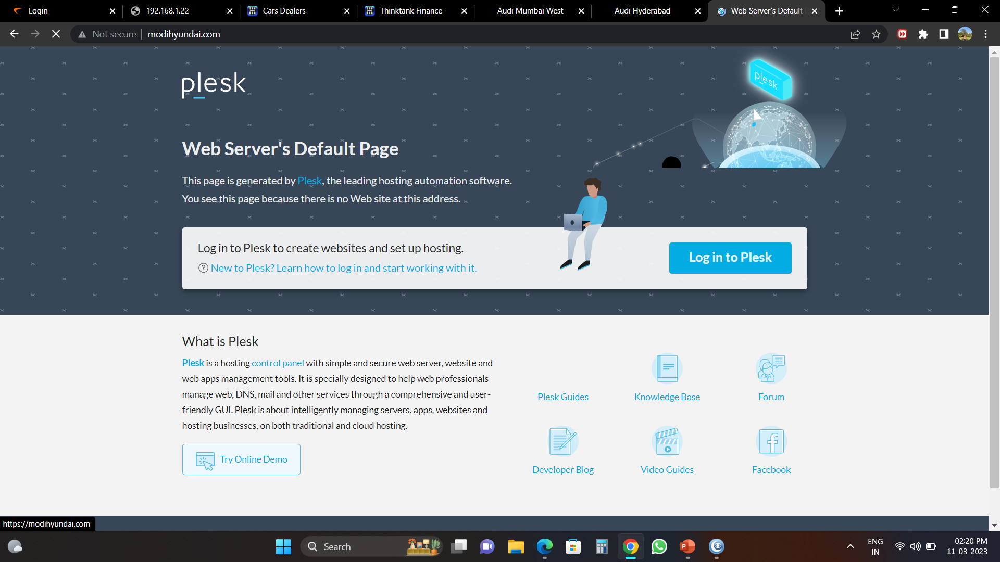 Login
192.168.1.22
Cars Dealers
Thinktank Finance
Audi Mumbai West
Audi Hyderabad
Web Server's Default
Not secure
modihyundai.com
plesk
plesk
Web Server's Default Page
This page is generated by Plesk, the leading hosting automation software.
You see this page because there is no Web site at this address.
Log in to Plesk to create websites and set up hosting.
New to Plesk? Learn how to log in and start working with it.
Log in to Plesk
What is Plesk
Plesk is a hosting control panel with simple and secure web server, website and
web apps management tools. It is specially designed to help web professionals
manage web, DNS, mail and other services through a comprehensive and user-
friendly GUI. Plesk is about intelligently managing servers, apps, websites and
hosting businesses, on both traditional and cloud hosting.
Try Online Demo
Plesk Guides
Knowledge Base
Forum
Developer Blog
Video Guides
Facebook
https://modihyundai.com
Search
ENG
IN
02:20 PM
11-03-2023